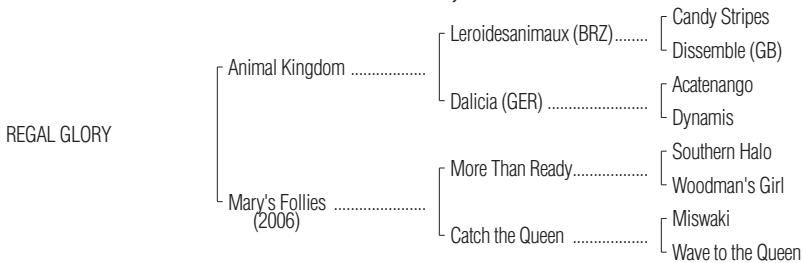 Candy Stripes
Leroidesanimaux (BRZ)........
Dissemble (GB)
Animal Kingdom ..................
Acatenango
Dalicia (GER) ........................
Dynamis
REGAL GLORY
Southern Halo
More Than Ready..................
Woodman's Girl
Mary's Follies ......................
(2006)
Miswaki
Catch the Queen ..................
Wave to the Queen